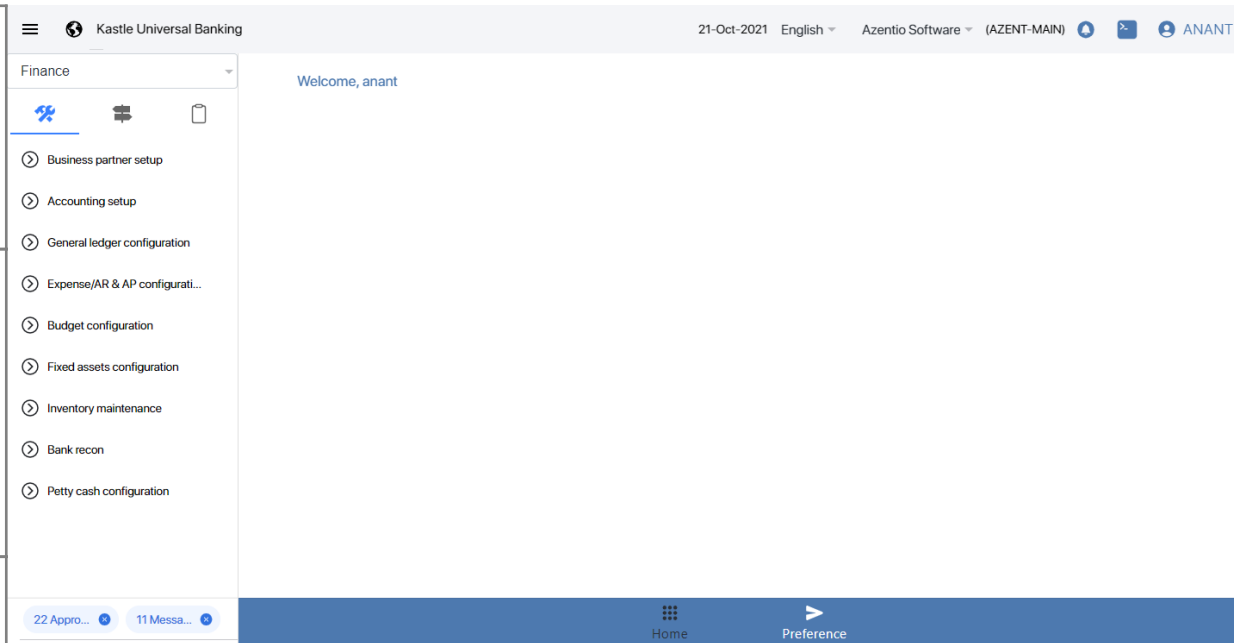 Kastle Universal Banking
21-Oct-2021 English Azentio Software (AZENT-MAIN) ANANT
Finance
Welcome, anant
Business partner setup
Accounting setup
General ledger configuration
Expense/AR & AP configurati...
Budget configuration
Fixed assets configuration
Inventory maintenance
Bank recon
Petty cash configuration
22 Appro... 11 Messa...
Home Preference